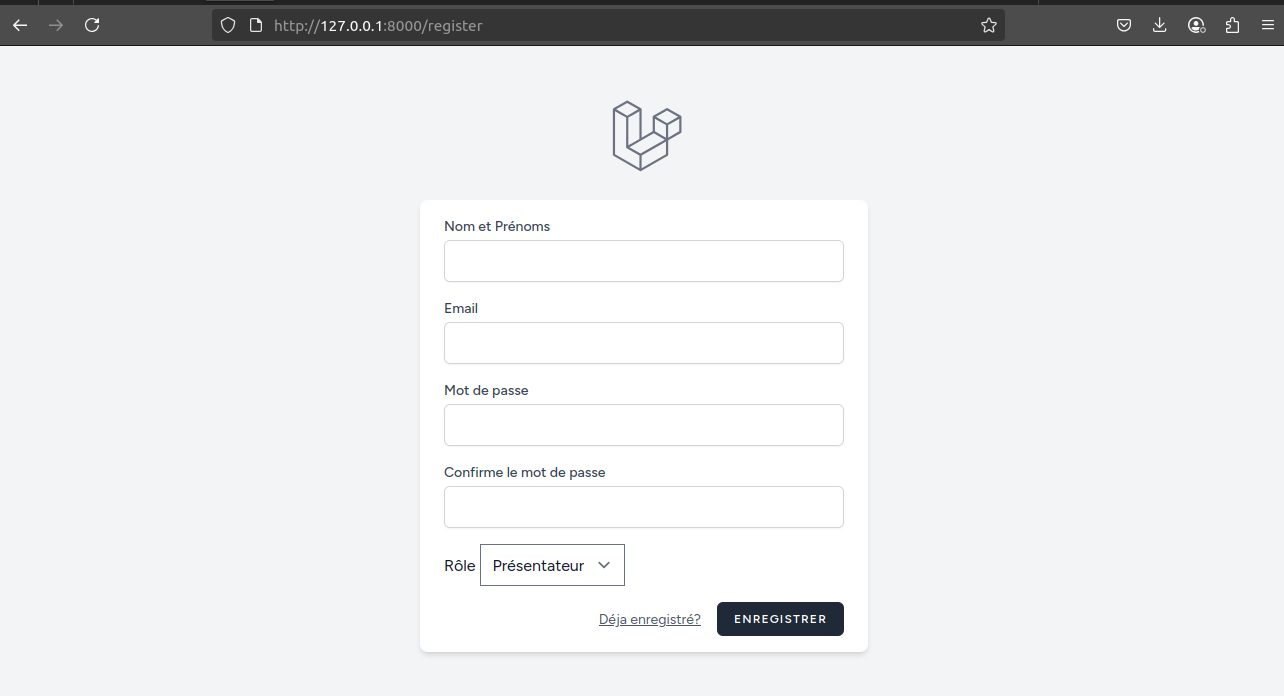 http://127.0.0.1:8000/register
Nom et Prénoms
Email
Mot de passe
Confirme le mot de passe
Rôle Présentateur
Déja enregistré? ENREGISTRER